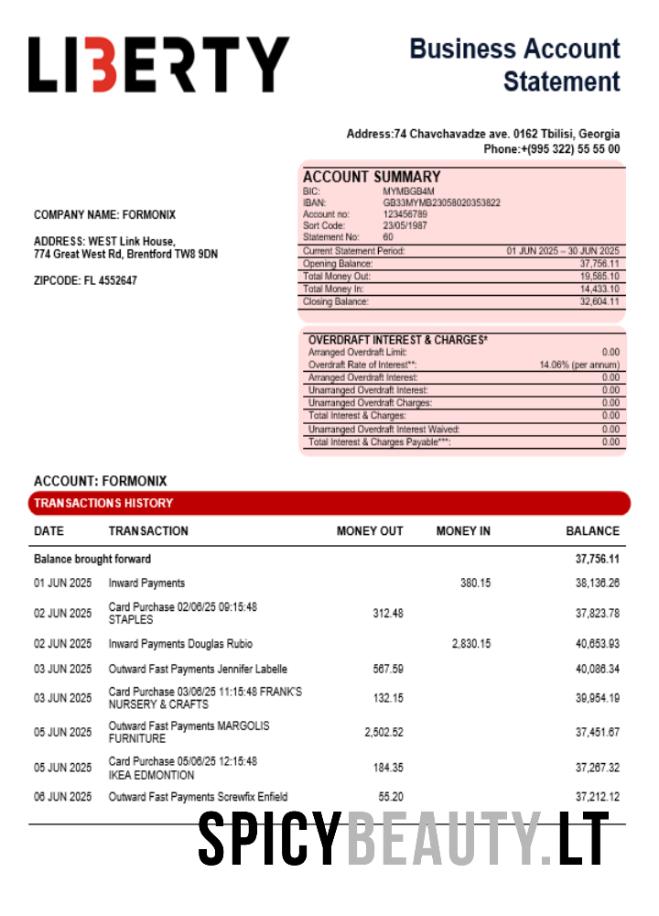 LIBERTY
Business Account
Statement
Address:74 Chavchavadze ave. 0162 Tbilisi, Georgia
Phone:+(995 322) 55 55 00
COMPANY NAME: FORMONIX
ADDRESS: WEST Link House,
774 Great West Rd, Brentford TW8 9DN
ZIPCODE: FL 4552647
ACCOUNT SUMMARY
BIC: MYMBGB4M
IBAN: GB33MYMB23058020353822
Account no: 123456789
Sort Code: 23/05/1987
Statement No: 60
Current Statement Period: 01 JUN 2025 – 30 JUN 2025
Opening Balance: 37,756.11
Total Money Out: 19,585.10
Total Money In: 14,433.10
Closing Balance: 32,604.11
OVERDRAFT INTEREST & CHARGES*
Arranged Overdraft Limit: 0.00
Overdraft Rate of Interest**: 14.06% (per annum)
Arranged Overdraft Interest: 0.00
Unarranged Overdraft Interest: 0.00
Unarranged Overdraft Charges: 0.00
Total Interest & Charges: 0.00
Unarranged Overdraft Interest Waived: 0.00
Total Interest & Charges Payable***: 0.00
ACCOUNT: FORMONIX
TRANSACTIONS HISTORY
DATE TRANSACTION MONEY OUT MONEY IN BALANCE
Balance brought forward 37,756.11
01 JUN 2025 Inward Payments 380.15 38,136.26
02 JUN 2025 Card Purchase 02/06/25 09:15:48 312.48 37,823.78
STAPLES
02 JUN 2025 Inward Payments Douglas Rubio 2,830.15 40,653.93
03 JUN 2025 Outward Fast Payments Jennifer Labelle 567.59 40,086.34
03 JUN 2025 Card Purchase 03/06/25 11:15:48 FRANK'S 132.15 39,954.19
NURSERY & CRAFTS
05 JUN 2025 Outward Fast Payments MARGOLIS 2,502.52 37,451.67
FURNITURE
05 JUN 2025 Card Purchase 05/06/25 12:15:48 184.35 37,267.32
IKEA EDMONTION
06 JUN 2025 Outward Fast Payments Screwfix Enfield 55.20 37,212.12
SPICYBEAUTY.LT